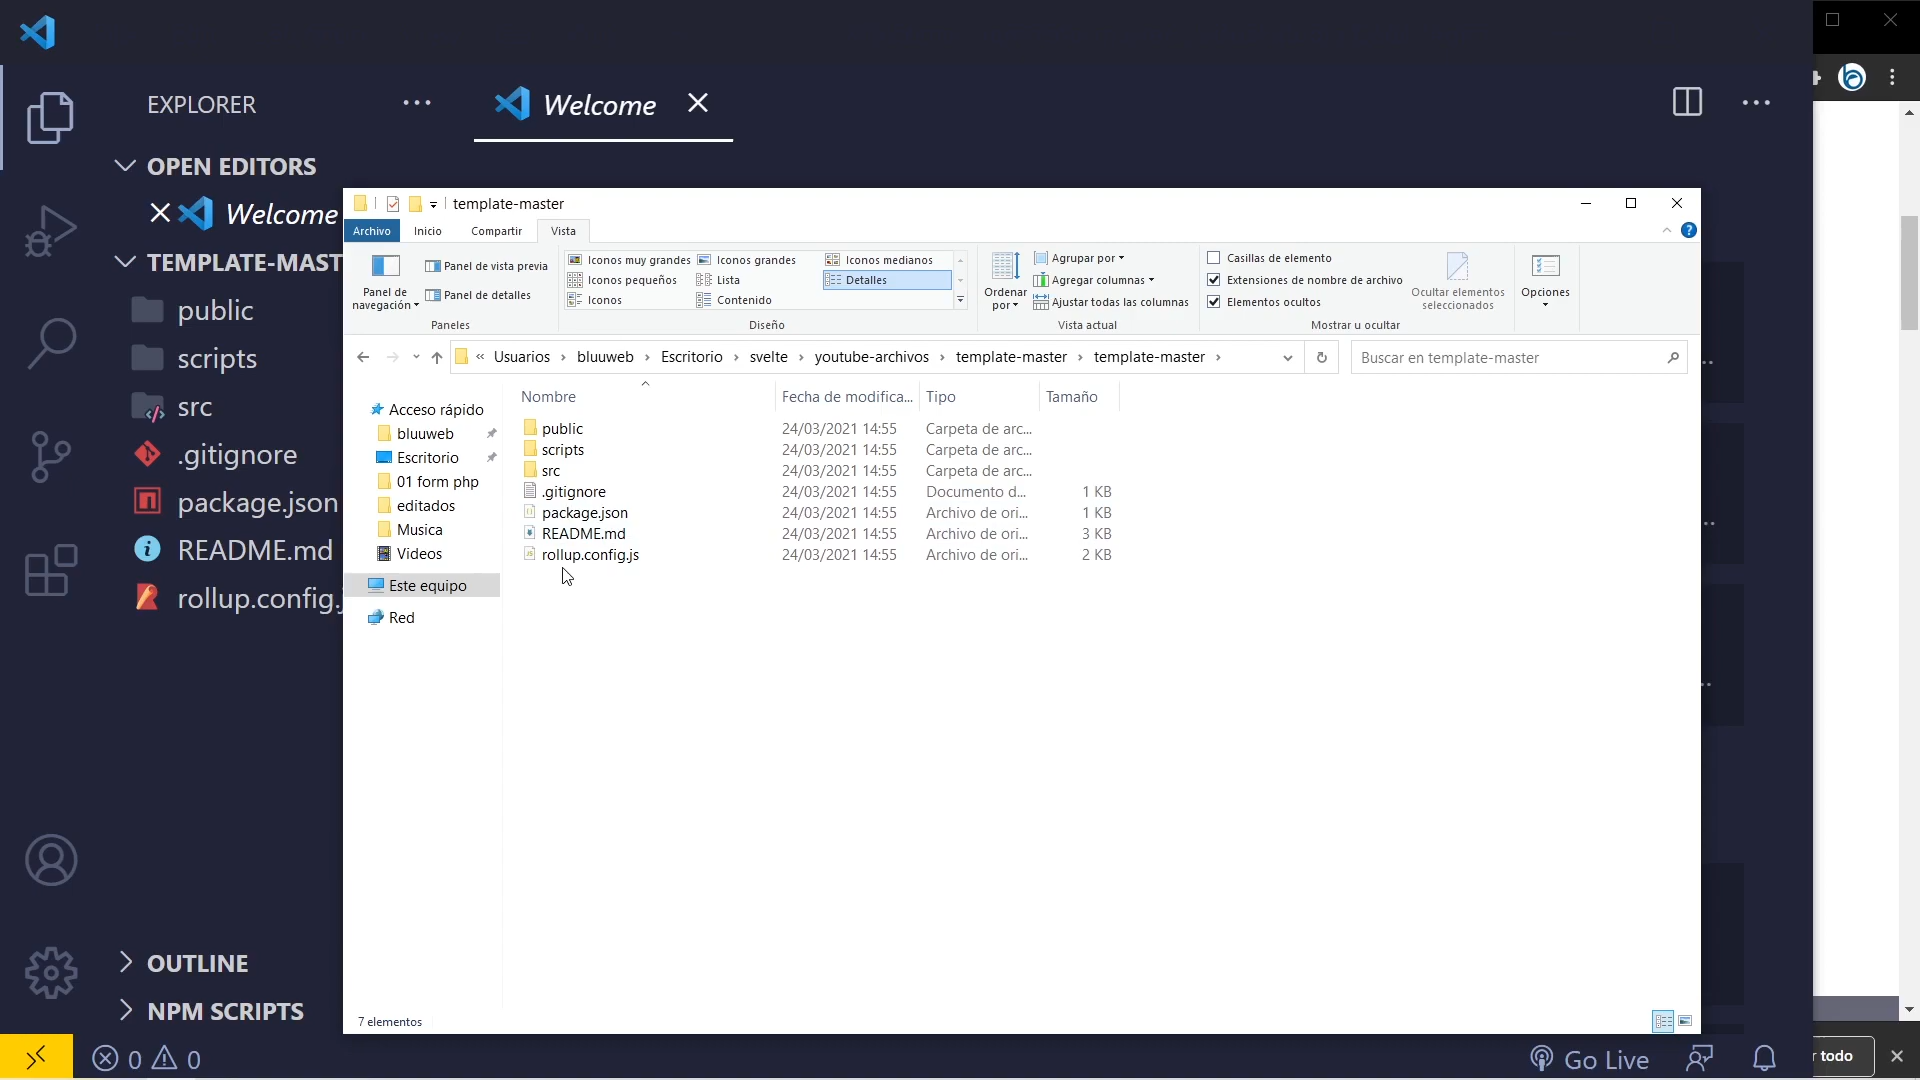 EXPLORER
Welcome
OPEN EDITORS
Welcome
TEMPLATE-MAST
public
scripts
src
.gitignore
package.json
README.md
rollup.config.j
OUTLINE
NPM SCRIPTS
0 0
Go Live
r todo
template-master
Archivo Inicio Compartir Vista
Panel de navegación
Panel de vista previa
Panel de detalles
Paneles
Iconos muy grandes Iconos grandes Iconos medianos
Iconos pequeños Lista Detalles
Iconos Contenido
Diseño
Ordenar por
Agrupar por
Agregar columnas
Ajustar todas las columnas
Vista actual
Casillas de elemento
Extensiones de nombre de archivo
Elementos ocultos
Ocultar elementos seleccionados
Mostrar u ocultar
Opciones
« Usuarios › bluuweb › Escritorio › svelte › youtube-archivos › template-master › template-master ›
Buscar en template-master
Acceso rápido
bluuweb
Escritorio
01 form php
editados
Musica
Videos
Este equipo
Red
Nombre Fecha de modifica... Tipo Tamaño
public 24/03/2021 14:55 Carpeta de arc...
scripts 24/03/2021 14:55 Carpeta de arc...
src 24/03/2021 14:55 Carpeta de arc...
.gitignore 24/03/2021 14:55 Documento d... 1 KB
package.json 24/03/2021 14:55 Archivo de ori... 1 KB
README.md 24/03/2021 14:55 Archivo de ori... 3 KB
rollup.config.js 24/03/2021 14:55 Archivo de ori... 2 KB
7 elementos